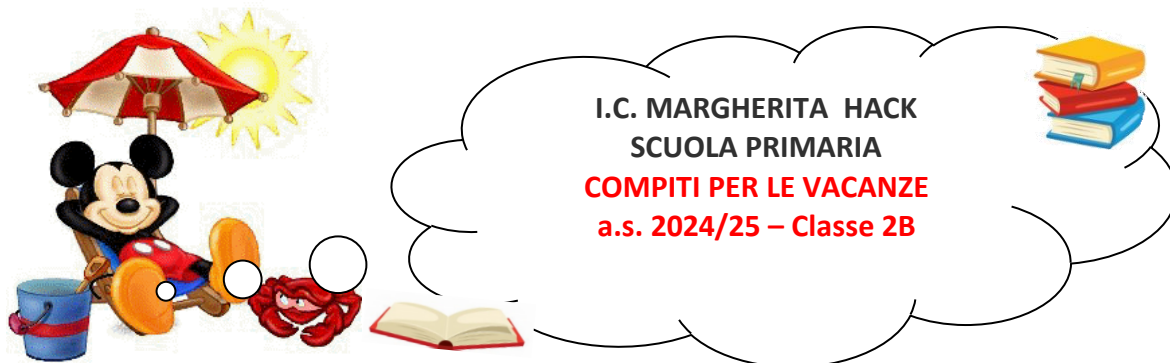 I.C. MARGHERITA HACK
SCUOLA PRIMARIA
COMPITI PER LE VACANZE
a.s. 2024/25 – Classe 2B